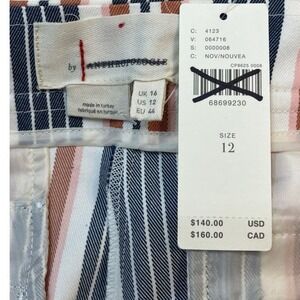 by ANTHROPOLOGIE
made in turkey
fabriqué en turquie
UK 16
US 12
EU 44
C: 4123
V: 064716
S: 0000008
C: NOV/NOUVEA
CF8625 0008
68699230
SIZE
12
$140.00 USD
$160.00 CAD